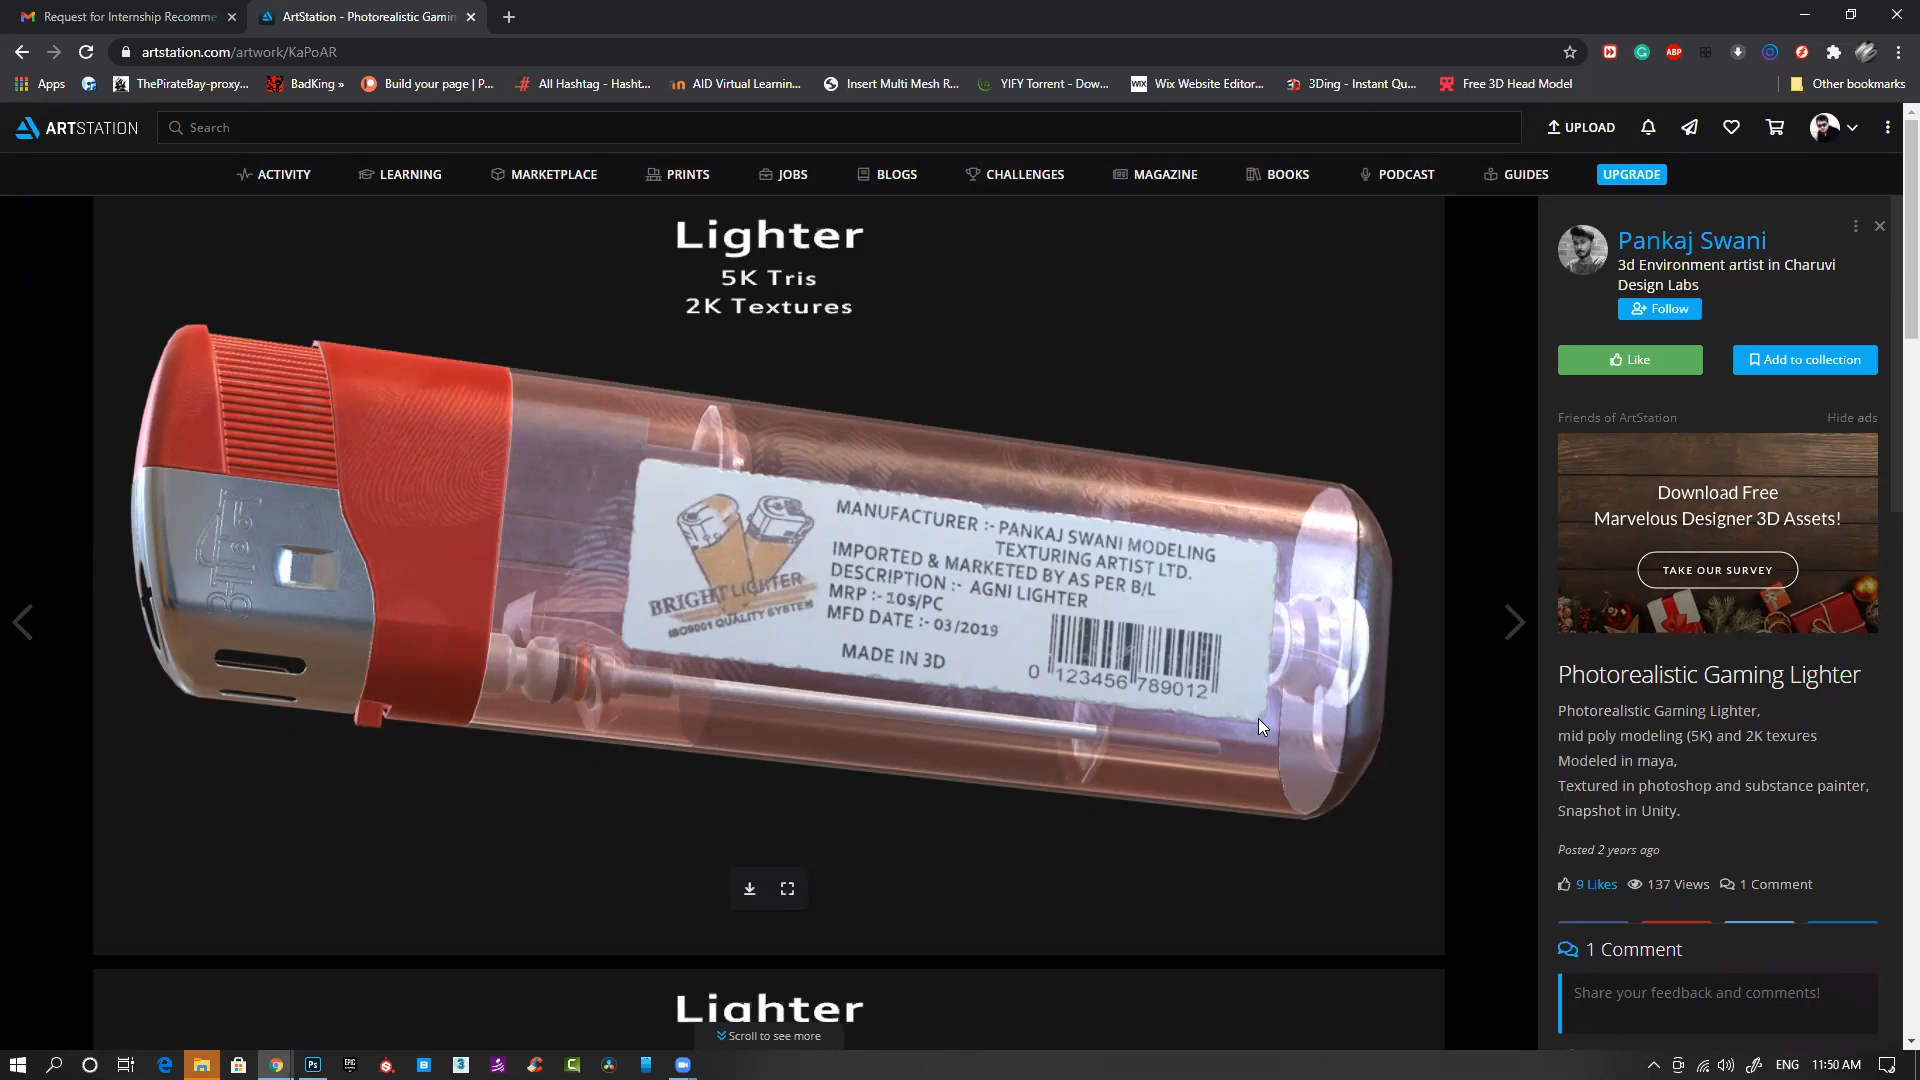 Request for Internship Recomme
ArtStation - Photorealistic Gamin
artstation.com/artwork/KaPoAR
ABP
Apps
ThePirateBay-proxy...
BadKing »
Build your page | P...
All Hashtag - Hasht...
AID Virtual Learnin...
Insert Multi Mesh R...
YIFY Torrent - Dow...
WIX
Wix Website Editor...
3Ding - Instant Qu...
Free 3D Head Model
Other bookmarks
ARTSTATION
Search
UPLOAD
ACTIVITY
LEARNING
MARKETPLACE
PRINTS
JOBS
BLOGS
CHALLENGES
MAGAZINE
BOOKS
PODCAST
GUIDES
UPGRADE
Lighter
5K Tris
2K Textures
BRIGHT LIGHTER
ISO9001 QUALITY SYSTEM
MANUFACTURER :- PANKAJ SWANI MODELING
TEXTURING ARTIST LTD.
IMPORTED & MARKETED BY AS PER B/L
DESCRIPTION :- AGNI LIGHTER
MRP :- 10$/PC
MFD DATE :- 03/2019
MADE IN 3D
0 123456 789012
Pankaj Swani
3d Environment artist in Charuvi
Design Labs
Follow
Like
Add to collection
Friends of ArtStation
Hide ads
Download Free
Marvelous Designer 3D Assets!
TAKE OUR SURVEY
Photorealistic Gaming Lighter
Photorealistic Gaming Lighter,
mid poly modeling (5K) and 2K texures
Modeled in maya,
Textured in photoshop and substance painter,
Snapshot in Unity.
Posted 2 years ago
9 Likes
137 Views
1 Comment
1 Comment
Share your feedback and comments!
Lighter
Scroll to see more
Ps
EPIC
3
ENG
11:50 AM